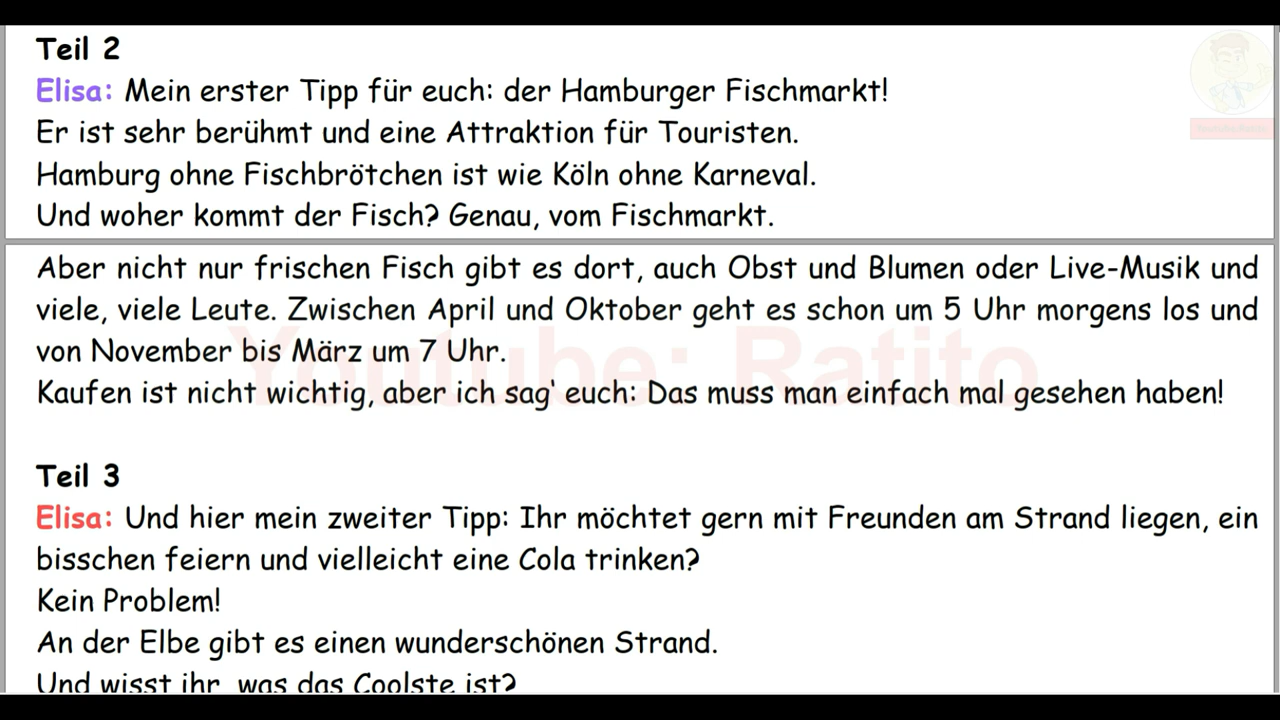 Teil 2
Elisa: Mein erster Tipp für euch: der Hamburger Fischmarkt!
Er ist sehr berühmt und eine Attraktion für Touristen.
Hamburg ohne Fischbrötchen ist wie Köln ohne Karneval.
Und woher kommt der Fisch? Genau, vom Fischmarkt.
Aber nicht nur frischen Fisch gibt es dort, auch Obst und Blumen oder Live-Musik und
viele, viele Leute. Zwischen April und Oktober geht es schon um 5 Uhr morgens los und
von November bis März um 7 Uhr.
Youtube: Ratito
Kaufen ist nicht wichtig, aber ich sag‘ euch: Das muss man einfach mal gesehen haben!
Teil 3
Elisa: Und hier mein zweiter Tipp: Ihr möchtet gern mit Freunden am Strand liegen, ein
bisschen feiern und vielleicht eine Cola trinken?
Kein Problem!
An der Elbe gibt es einen wunderschönen Strand.
Und wisst ihr, was das Coolste ist?